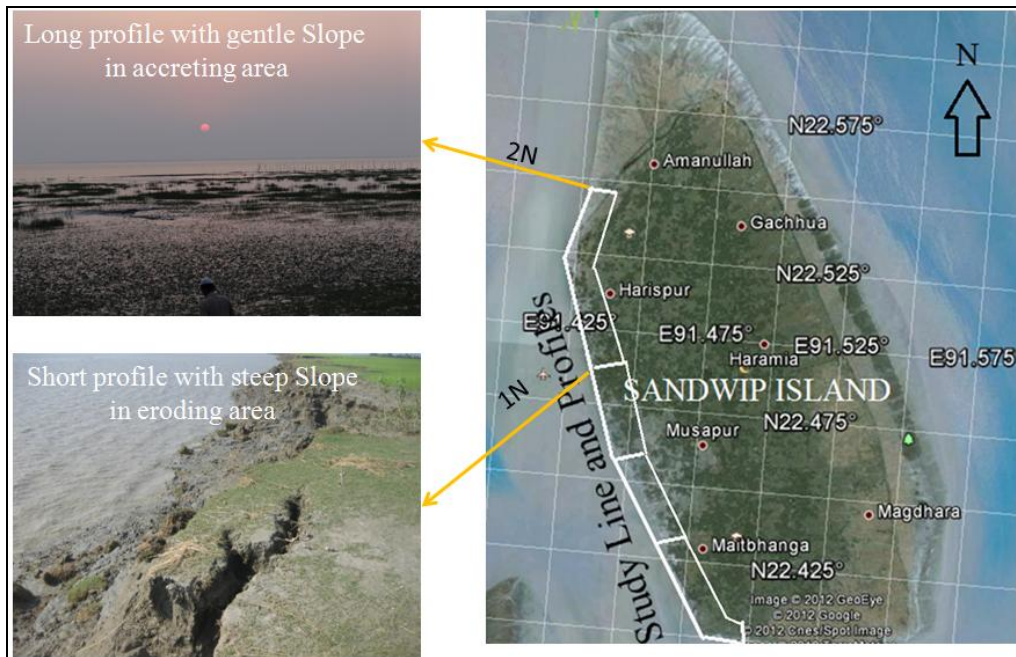 Long profile with gentle Slope
in accreting area
Short profile with steep Slope
in eroding area
2N
1N
N
N22.575°
Amanullah
Gachhua
N22.525°
Harispur
E91.425°
E91.475°
E91.525°
E91.575°
Haramia
SANDWIP ISLAND
N22.475°
Musapur
Magdhara
Maitbhanga
N22.425°
Study Line and Profiles
Image © 2012 GeoEye
© 2012 Google
© 2012 Cnes/Spot Image